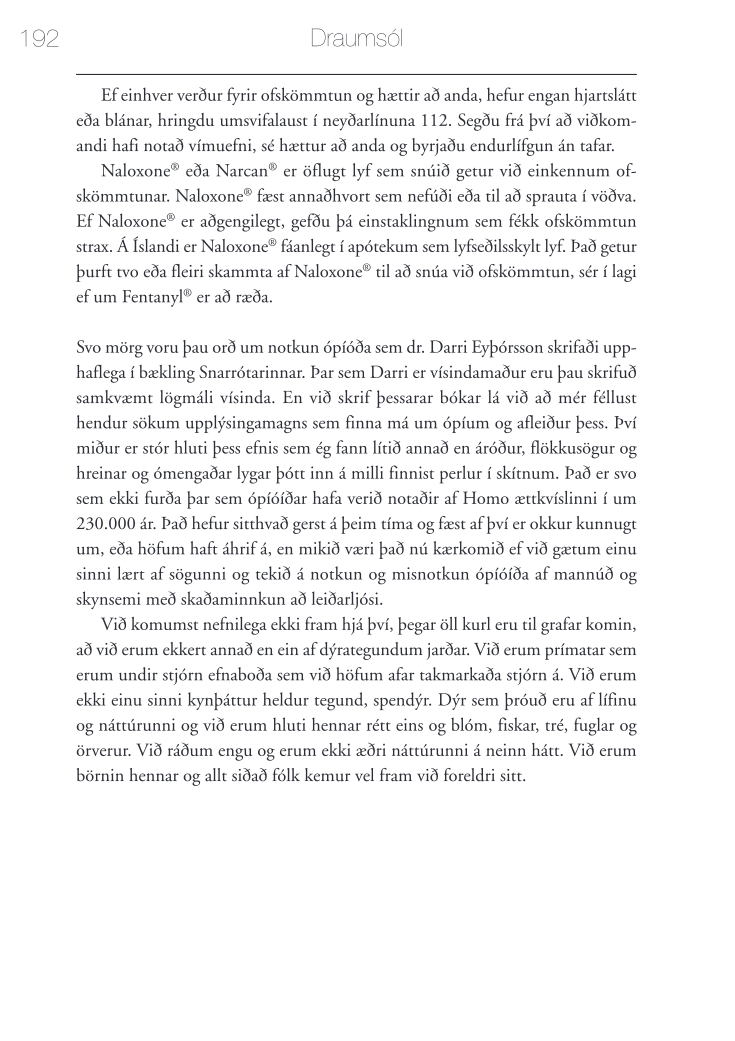 192
Draumsól
Ef einhver verður fyrir ofskömmtun og hættir að anda, hefur engan hjartslátt
eða blánar, hringdu umsvifalaust í neyðarlínuna 112. Segðu frá því að viðkom-
andi hafi notað vímuefni, sé hættur að anda og byrjaðu endurlífgun án tafar.
Naloxone® eða Narcan® er öflugt lyf sem snúið getur við einkennum of-
skömmtunar. Naloxone® fæst annaðhvort sem nefúði eða til að sprauta í vöðva.
Ef Naloxone® er aðgengilegt, gefðu þá einstaklingnum sem fékk ofskömmtun
strax. Á Íslandi er Naloxone® fáanlegt í apótekum sem lyfseðilsskylt lyf. Það getur
þurft tvo eða fleiri skammta af Naloxone® til að snúa við ofskömmtun, sér í lagi
ef um Fentanyl® er að ræða.
Svo mörg voru þau orð um notkun ópíóða sem dr. Darri Eyþórsson skrifaði upp-
haflega í bækling Snarrótarinnar. Þar sem Darri er vísindamaður eru þau skrifuð
samkvæmt lögmáli vísinda. En við skrif þessarar bókar lá við að mér féllust
hendur sökum upplýsingamagns sem finna má um ópíum og afleiður þess. Því
miður er stór hluti þess efnis sem ég fann lítið annað en áróður, flökkusögur og
hreinar og ómengaðar lygar þótt inn á milli finnist perlur í skítnum. Það er svo
sem ekki furða þar sem ópíóíðar hafa verið notaðir af Homo ættkvíslinni í um
230.000 ár. Það hefur sitthvað gerst á þeim tíma og fæst af því er okkur kunnugt
um, eða höfum haft áhrif á, en mikið væri það nú kærkomið ef við gætum einu
sinni lært af sögunni og tekið á notkun og misnotkun ópíóíða af mannúð og
skynsemi með skaðaminnkun að leiðarljósi.
Við komumst nefnilega ekki fram hjá því, þegar öll kurl eru til grafar komin,
að við erum ekkert annað en ein af dýrategundum jarðar. Við erum prímatar sem
erum undir stjórn efnaboða sem við höfum afar takmarkaða stjórn á. Við erum
ekki einu sinni kynþáttur heldur tegund, spendýr. Dýr sem þróuð eru af lífinu
og náttúrunni og við erum hluti hennar rétt eins og blóm, fiskar, tré, fuglar og
örverur. Við ráðum engu og erum ekki æðri náttúrunni á neinn hátt. Við erum
börnin hennar og allt siðað fólk kemur vel fram við foreldri sitt.